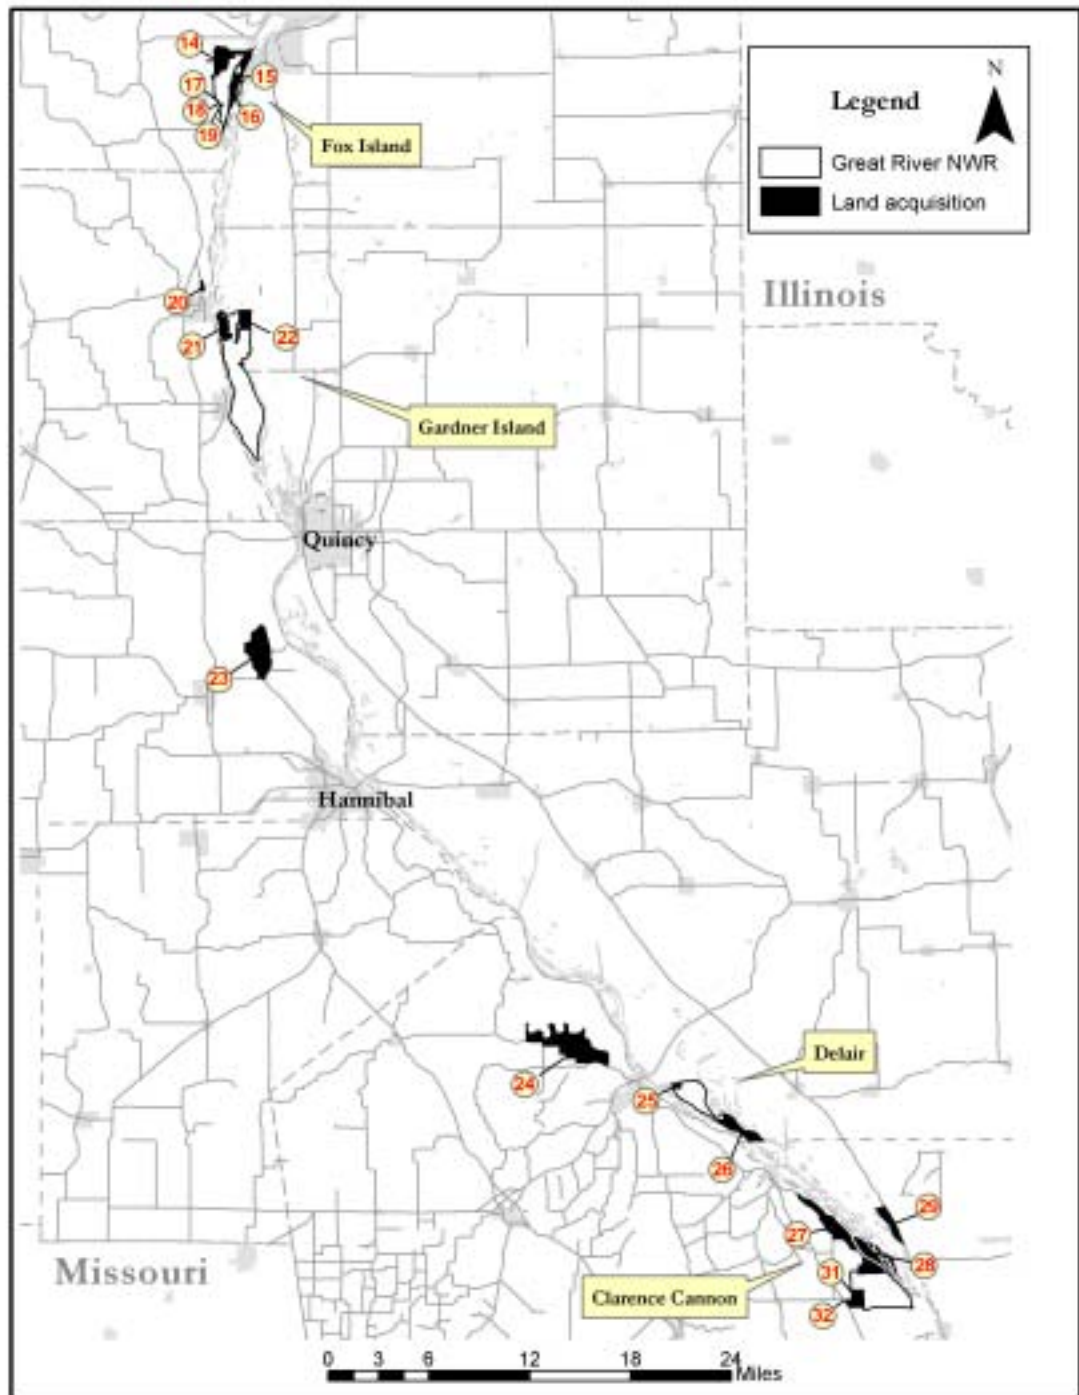 14
17
15
18
16
19
Fox Island
Legend
N
Great River NWR
Land acquisition
Illinois
20
21
22
Gardner Island
Quincy
23
Hannibal
24
25
Delair
26
27
29
28
31
32
Clarence Cannon
Missouri
0 3 6 12 18 24
Miles